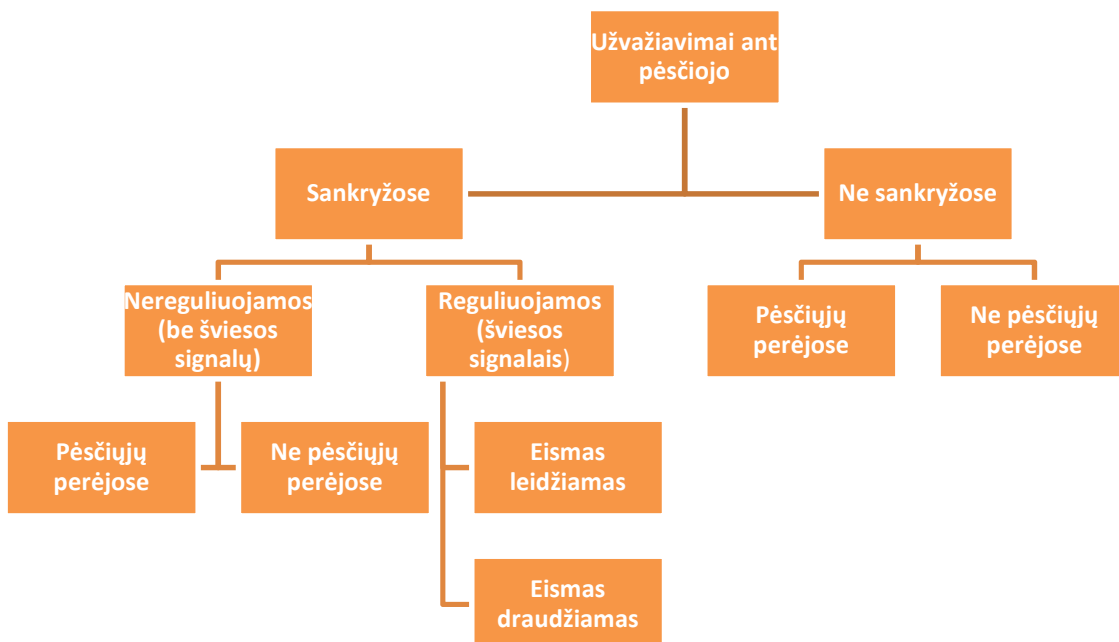 Užvažiavimai ant
pėsčiojo
Sankryžose
Ne sankryžose
Nereguliuojamos
(be šviesos
signalų)
Reguliuojamos
(šviesos
signalais)
Pėsčiųjų
perėjose
Ne pėsčiųjų
perėjose
Pėsčiųjų
perėjose
Ne pėsčiųjų
perėjose
Eismas
leidžiamas
Eismas
draudžiamas